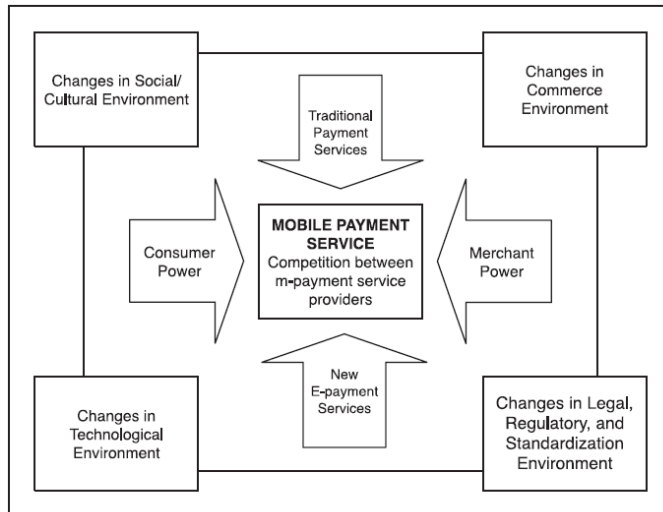 Changes in Social/
Cultural Environment
Changes in
Commerce
Environment
Traditional
Payment
Services
Consumer
Power
MOBILE PAYMENT
SERVICE
Competition between
m-payment service
providers
Merchant
Power
New
E-payment
Services
Changes in
Technological
Environment
Changes in Legal,
Regulatory, and
Standardization
Environment